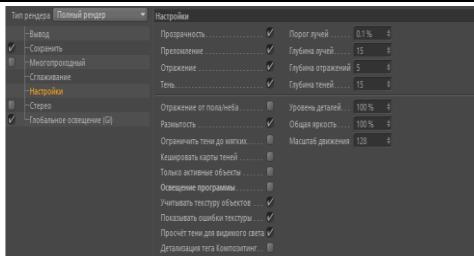 Тип рендера Полный рендер
Вывод
Сохранить
Многопроходный
Сглаживание
Настройки
Стерео
Глобальное освещение (GI)
Настройки
Прозрачность Порог лучей 0.1 %
Преломление Глубина лучей 15
Отражение Глубина отражений 5
Тень Глубина теней 15
Отражение от пола/неба Уровень деталей 100 %
Размытость Общая яркость 100 %
Ограничить тени до мягких Масштаб движения 128
Кешировать карты теней
Только активные объекты
Освещение программы
Учитывать текстуру объектов
Показывать ошибки текстуры
Просчёт тени для видимого света
Детализация тега Композитинг...